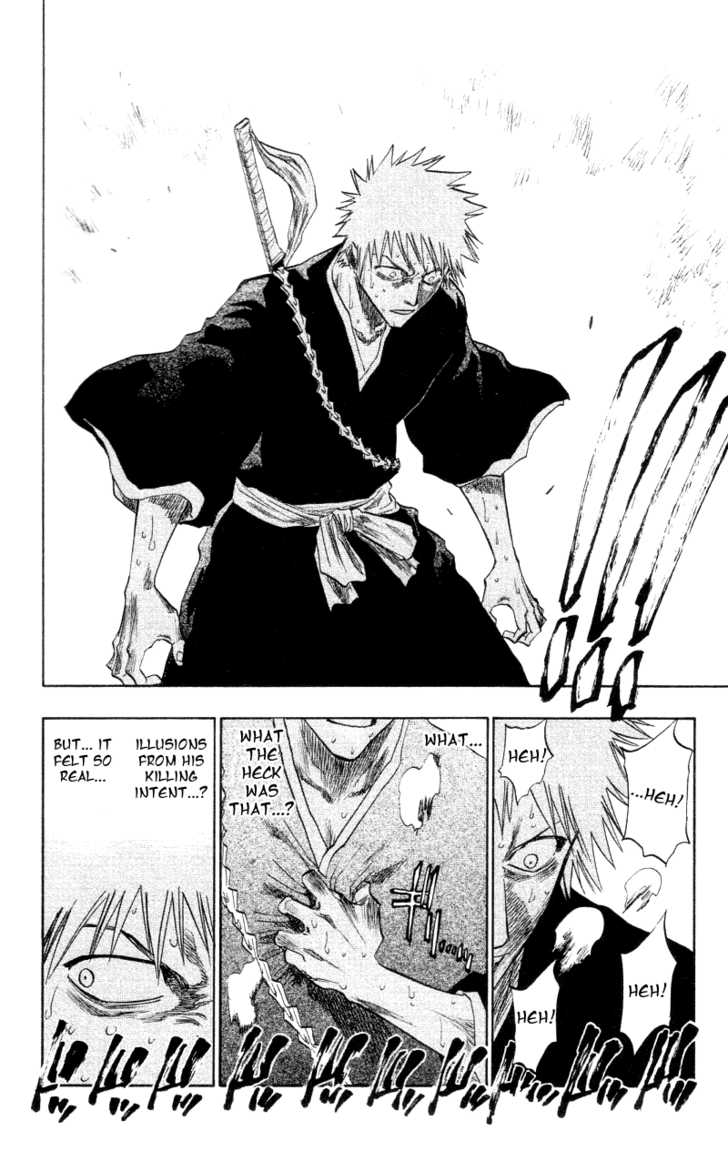 ...HEH!
HEH!
HEH!
HEH!
WHAT...
WHAT
THE
HECK
WAS
THAT...?
ILLUSIONS
FROM HIS
KILLING
INTENT...?
BUT... IT
FELT SO
REAL...